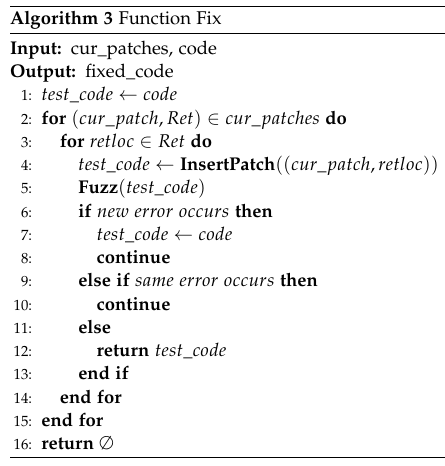 Algorithm 3 Function Fix
Input: cur_patches, code
Output: fixed_code
1: test_code ← code
2: for (cur_patch, Ret) ∈ cur_patches do
3: for retloc ∈ Ret do
4: test_code ← InsertPatch((cur_patch, retloc))
5: Fuzz(test_code)
6: if new error occurs then
7: test_code ← code
8: continue
9: else if same error occurs then
10: continue
11: else
12: return test_code
13: end if
14: end for
15: end for
16: return ∅